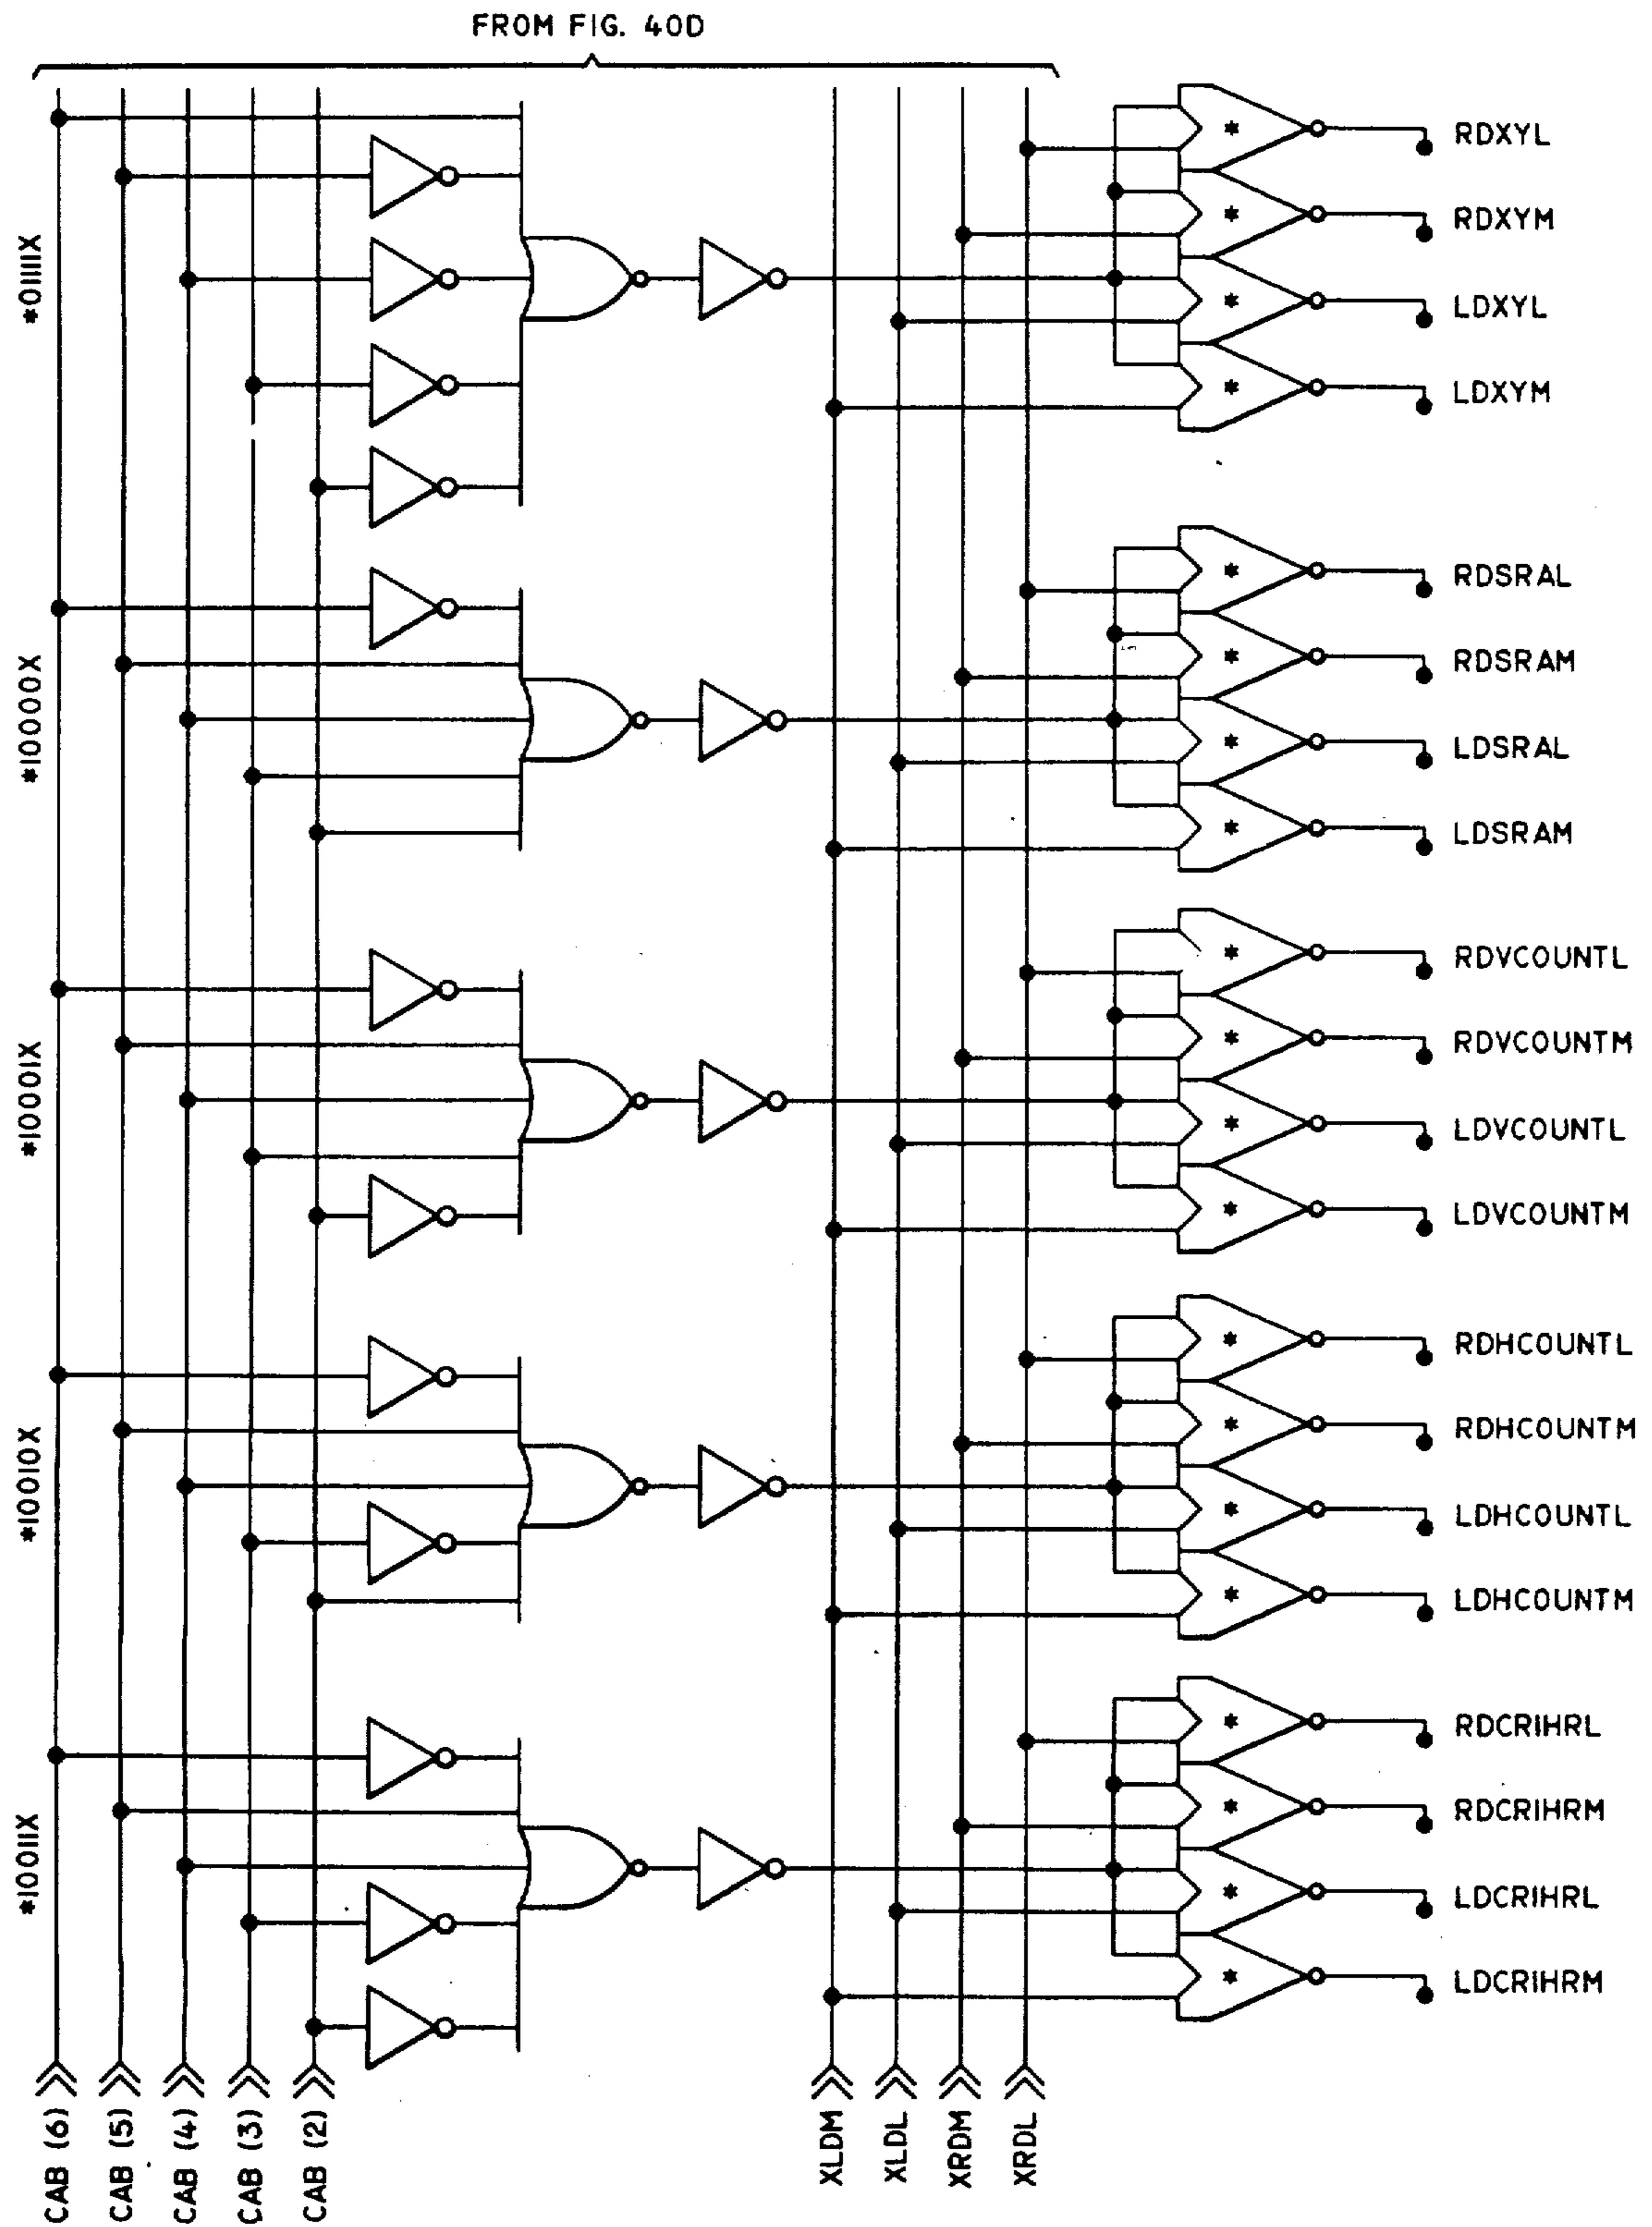 FROM FIG. 40D
*01111X
RDXYL
RDXYM
LDXYL
LDXYM
*10000X
RDSRAL
RDSRAM
LDSRAL
LDSRAM
*10001X
RDVCOUNTL
RDVCOUNTM
LDVCOUNTL
LDVCOUNTM
*10010X
RDHCOUNTL
RDHCOUNTM
LDHCOUNTL
LDHCOUNTM
*10011X
RDCRIHRL
RDCRIHRM
LDCRIHRL
LDCRIHRM
CAB (6)
CAB (5)
CAB (4)
CAB (3)
CAB (2)
XLDM
XLDL
XRDM
XRDL